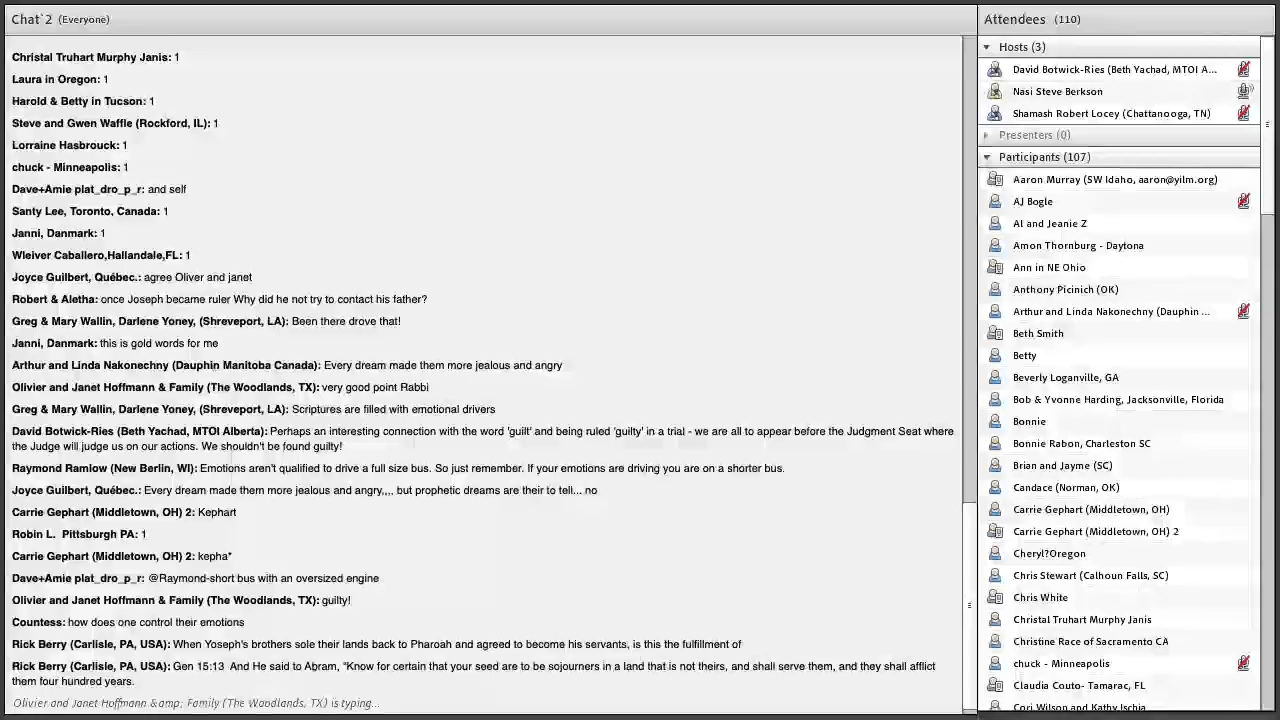 Chat`2 (Everyone)
Christal Truhart Murphy Janis: 1
Laura in Oregon: 1
Harold & Betty in Tucson: 1
Steve and Gwen Waffle (Rockford, IL): 1
Lorraine Hasbrouck: 1
chuck - Minneapolis: 1
Dave+Amie plat_dro_p_r: and self
Santy Lee, Toronto, Canada: 1
Janni, Danmark: 1
Wleiver Caballero,Hallandale,FL: 1
Joyce Guilbert, Québec.: agree Oliver and janet
Robert & Aletha: once Joseph became ruler Why did he not try to contact his father?
Greg & Mary Wallin, Darlene Yoney, (Shreveport, LA): Been there drove that!
Janni, Danmark: this is gold words for me
Arthur and Linda Nakonechny (Dauphin Manitoba Canada): Every dream made them more jealous and angry
Olivier and Janet Hoffmann & Family (The Woodlands, TX): very good point Rabbi
Greg & Mary Wallin, Darlene Yoney, (Shreveport, LA): Scriptures are filled with emotional drivers
David Botwick-Ries (Beth Yachad, MTOI Alberta): Perhaps an interesting connection with the word 'guilt' and being ruled 'guilty' in a trial - we are all to appear before the Judgment Seat where
the Judge will judge us on our actions. We shouldn't be found guilty!
Raymond Ramlow (New Berlin, WI): Emotions aren't qualified to drive a full size bus. So just remember. If your emotions are driving you are on a shorter bus.
Joyce Guilbert, Québec.: Every dream made them more jealous and angry,,,, but prophetic dreams are their to tell... no
Carrie Gephart (Middletown, OH) 2: Kephart
Robin L. Pittsburgh PA: 1
Carrie Gephart (Middletown, OH) 2: kepha*
Dave+Amie plat_dro_p_r: @Raymond-short bus with an oversized engine
Olivier and Janet Hoffmann & Family (The Woodlands, TX): guilty!
Countess: how does one control their emotions
Rick Berry (Carlisle, PA, USA): When Yoseph's brothers sole their lands back to Pharoah and agreed to become his servants, is this the fulfillment of
Rick Berry (Carlisle, PA, USA): Gen 15:13 And He said to Abram, “Know for certain that your seed are to be sojourners in a land that is not theirs, and shall serve them, and they shall afflict
them four hundred years.
Olivier and Janet Hoffmann &amp; Family (The Woodlands, TX) is typing...
Attendees (110)
Hosts (3)
David Botwick-Ries (Beth Yachad, MTOI A...
Nasi Steve Berkson
Shamash Robert Locey (Chattanooga, TN)
Presenters (0)
Participants (107)
Aaron Murray (SW Idaho, aaron@yilm.org)
AJ Bogle
Al and Jeanie Z
Amon Thornburg - Daytona
Ann in NE Ohio
Anthony Picinich (OK)
Arthur and Linda Nakonechny (Dauphin ...
Beth Smith
Betty
Beverly Loganville, GA
Bob & Yvonne Harding, Jacksonville, Florida
Bonnie
Bonnie Rabon, Charleston SC
Brian and Jayme (SC)
Candace (Norman, OK)
Carrie Gephart (Middletown, OH)
Carrie Gephart (Middletown, OH) 2
Cheryl?Oregon
Chris Stewart (Calhoun Falls, SC)
Chris White
Christal Truhart Murphy Janis
Christine Race of Sacramento CA
chuck - Minneapolis
Claudia Couto- Tamarac, FL
Cori Wilson and Kathy Ischia